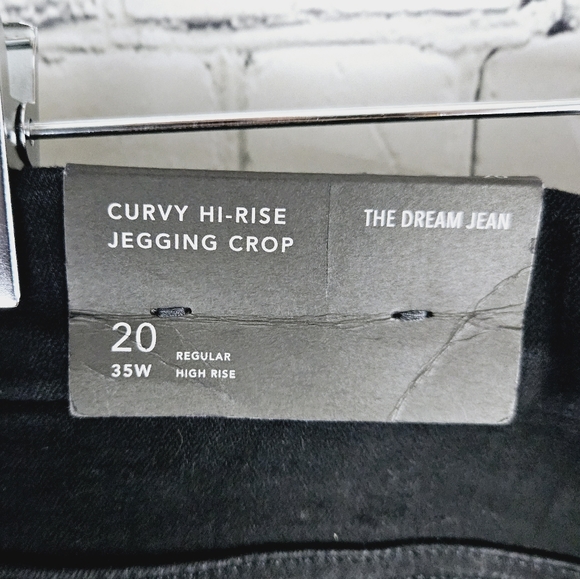 CURVY HI-RISE
JEGGING CROP
THE DREAM JEAN
20
35W
REGULAR
HIGH RISE